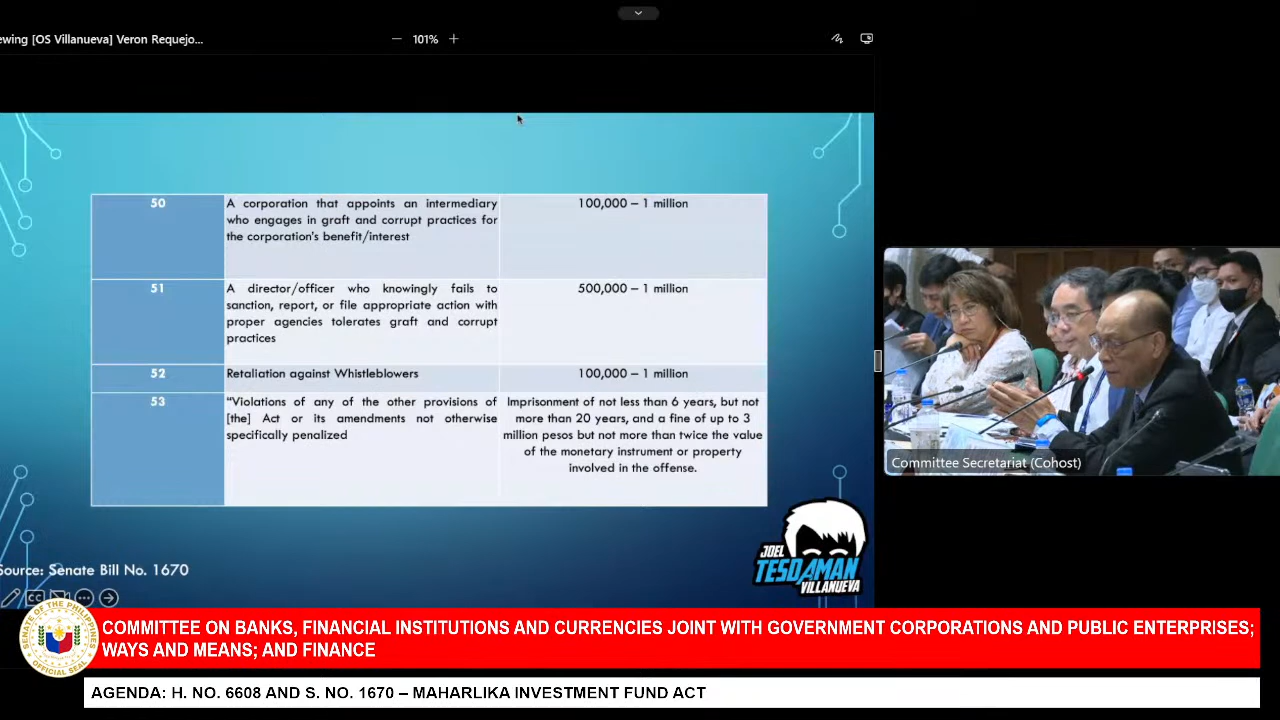 ewing [OS Villanueva] Veron Requejo...
101%
50
A corporation that appoints an intermediary
who engages in graft and corrupt practices for
the corporation's benefit/interest
100,000 – 1 million
51
A director/officer who knowingly fails to
sanction, report, or file appropriate action with
proper agencies tolerates graft and corrupt
practices
500,000 – 1 million
52
Retaliation against Whistleblowers
100,000 – 1 million
53
"Violations of any of the other provisions of
[the] Act or its amendments not otherwise
specifically penalized
Imprisonment of not less than 6 years, but not
more than 20 years, and a fine of up to 3
million pesos but not more than twice the value
of the monetary instrument or property
involved in the offense.
Source: Senate Bill No. 1670
JOEL
TESDAMAN
VILLANUEVA
Committee Secretariat (Cohost)
SENATE OF THE PHILIPPINES
OFFICIAL SEAL
COMMITTEE ON BANKS, FINANCIAL INSTITUTIONS AND CURRENCIES JOINT WITH GOVERNMENT CORPORATIONS AND PUBLIC ENTERPRISES;
WAYS AND MEANS; AND FINANCE
AGENDA: H. NO. 6608 AND S. NO. 1670 – MAHARLIKA INVESTMENT FUND ACT